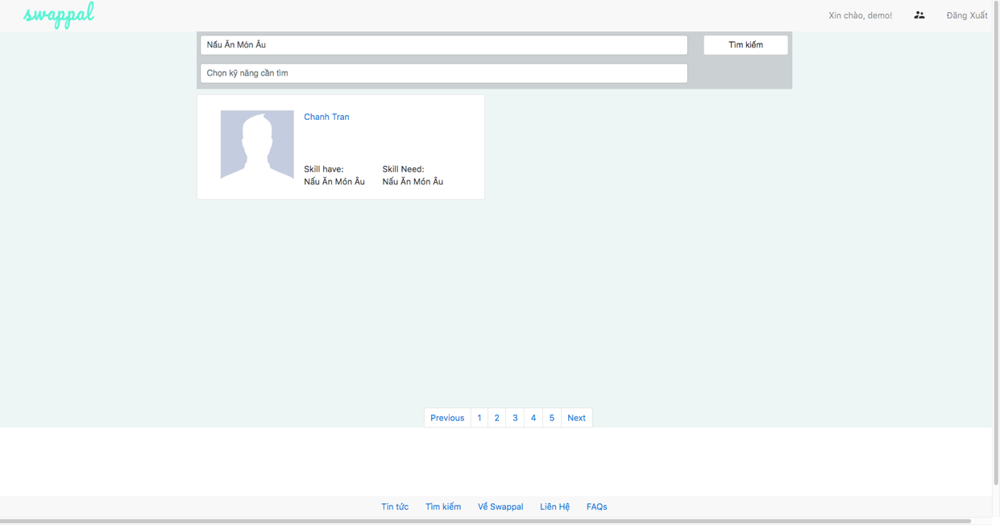 swappal
Xin chào, demo! Đăng Xuất
Nấu Ăn Món Âu
Tìm kiếm
Chọn kỹ năng cần tìm
Chanh Tran
Skill have: Skill Need:
Nấu Ăn Món Âu Nấu Ăn Món Âu
Previous 1 2 3 4 5 Next
Tin tức Tìm kiếm Về Swappal Liên Hệ FAQs